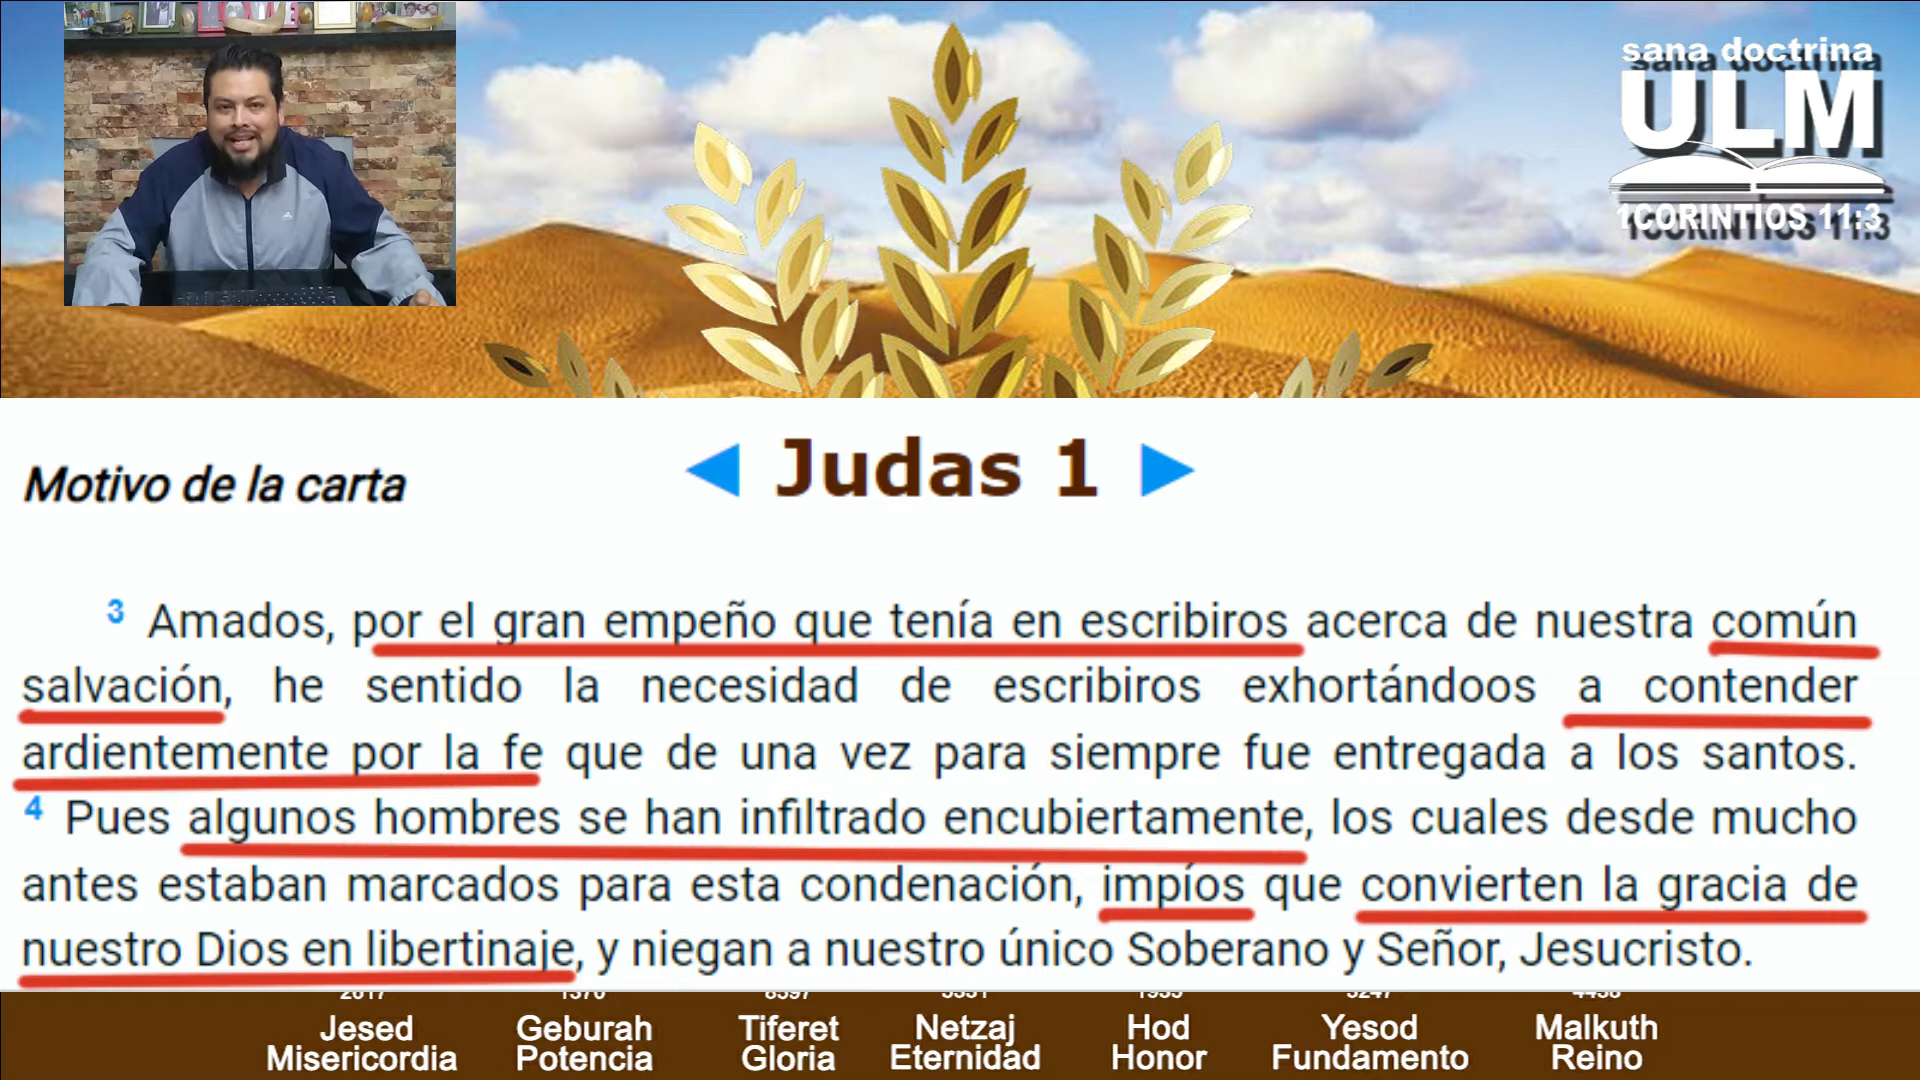 sana doctrina
ULM
1CORINTIOS 11:3
Judas 1
Motivo de la carta
3 Amados, por el gran empeño que tenía en escribiros acerca de nuestra común
salvación, he sentido la necesidad de escribiros exhortándoos a contender
ardientemente por la fe que de una vez para siempre fue entregada a los santos.
4 Pues algunos hombres se han infiltrado encubiertamente, los cuales desde mucho
antes estaban marcados para esta condenación, impíos que convierten la gracia de
nuestro Dios en libertinaje, y niegan a nuestro único Soberano y Señor, Jesucristo.
Jesed Geburah Tiferet Netzaj Hod Yesod Malkuth
Misericordia Potencia Gloria Eternidad Honor Fundamento Reino